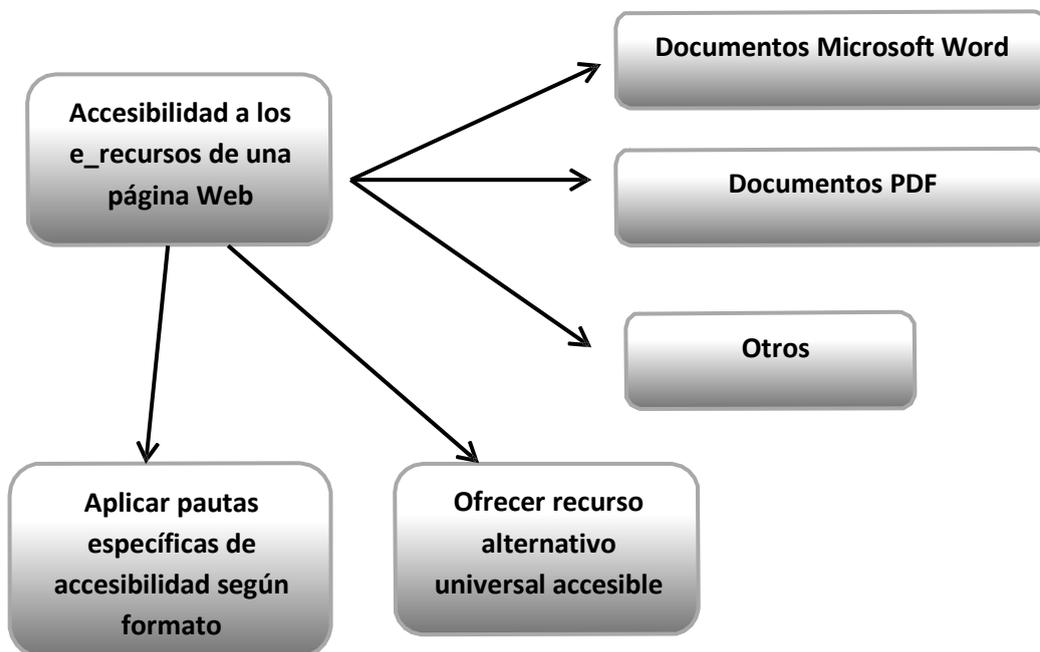 Documentos Microsoft Word
Accesibilidad a los
e_recursos de una
página Web
Documentos PDF
Otros
Aplicar pautas
específicas de
accesibilidad según
formato
Ofrecer recurso
alternativo
universal accesible